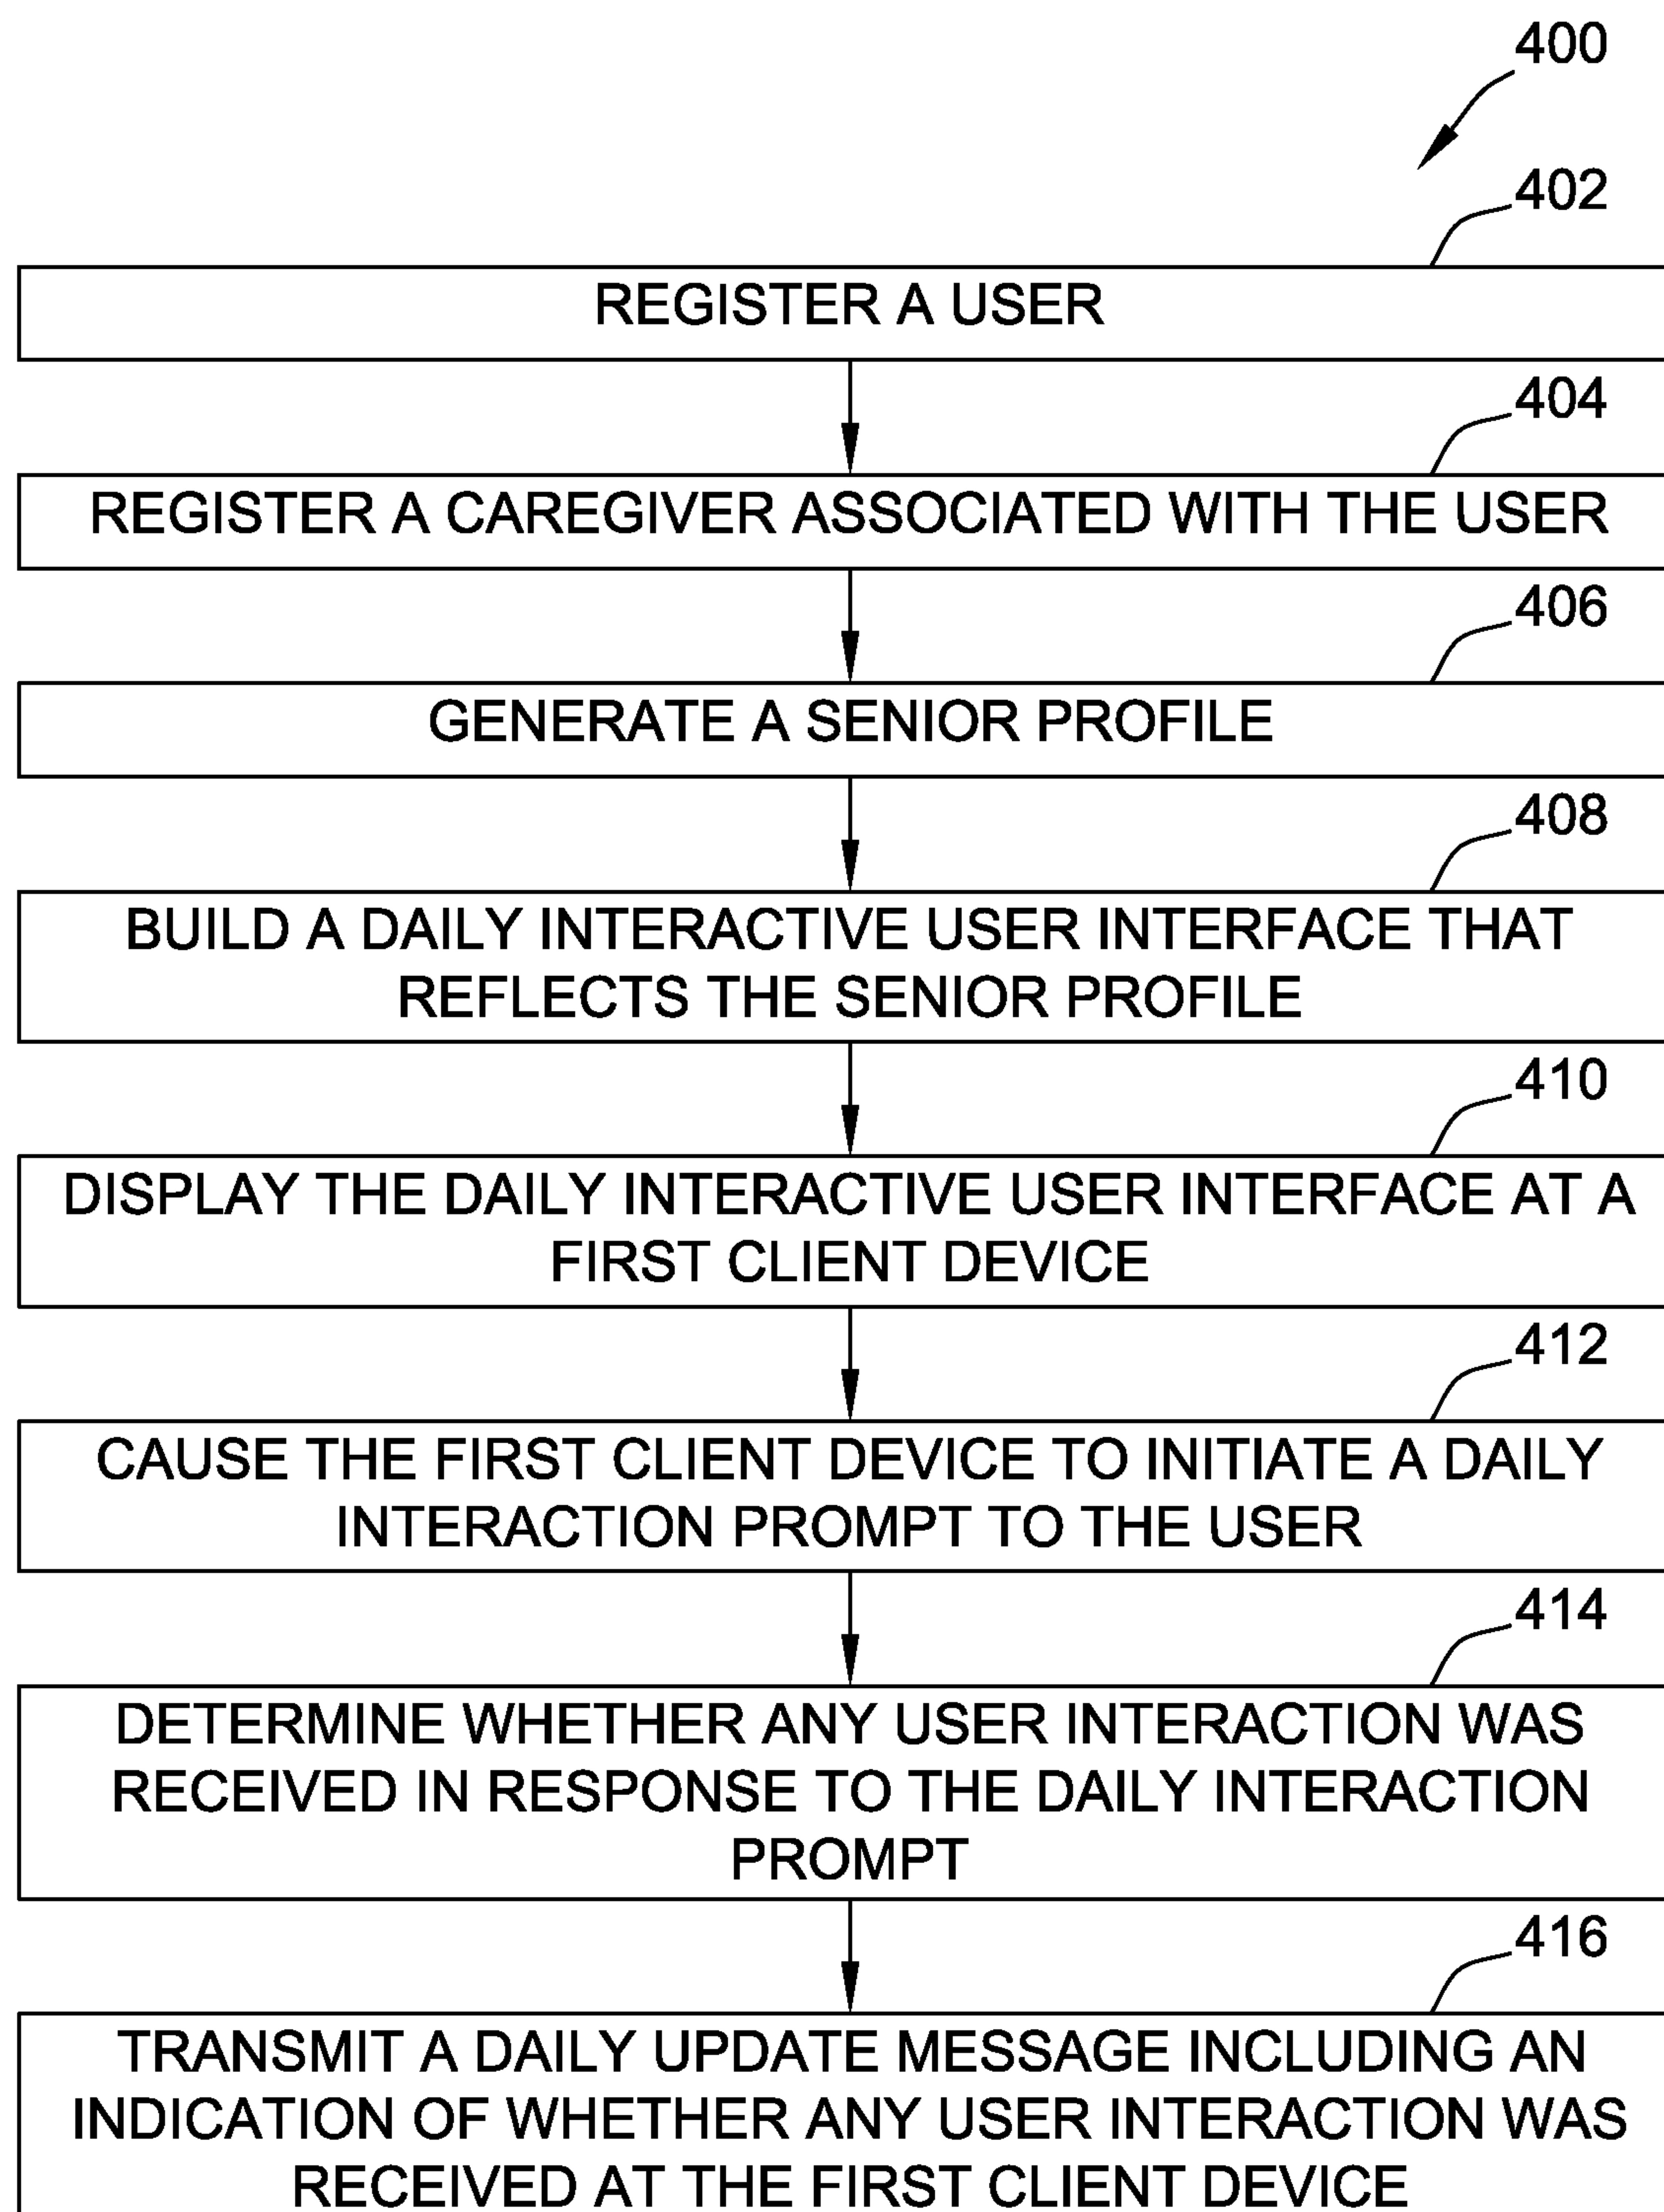 400
402
REGISTER A USER
404
REGISTER A CAREGIVER ASSOCIATED WITH THE USER
406
GENERATE A SENIOR PROFILE
408
BUILD A DAILY INTERACTIVE USER INTERFACE THAT
REFLECTS THE SENIOR PROFILE
410
DISPLAY THE DAILY INTERACTIVE USER INTERFACE AT A
FIRST CLIENT DEVICE
412
CAUSE THE FIRST CLIENT DEVICE TO INITIATE A DAILY
INTERACTION PROMPT TO THE USER
414
DETERMINE WHETHER ANY USER INTERACTION WAS
RECEIVED IN RESPONSE TO THE DAILY INTERACTION
PROMPT
416
TRANSMIT A DAILY UPDATE MESSAGE INCLUDING AN
INDICATION OF WHETHER ANY USER INTERACTION WAS
RECEIVED AT THE FIRST CLIENT DEVICE